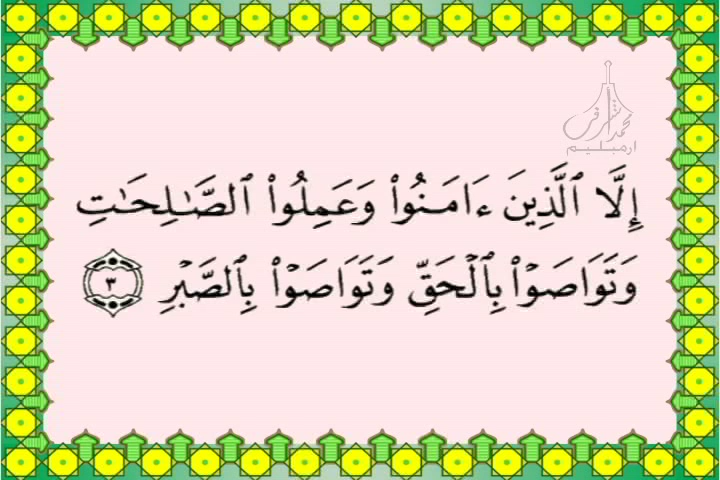 إِلَّا ٱلَّذِينَ ءَامَنُوا۟ وَعَمِلُوا۟ ٱلصَّـٰلِحَـٰتِ
وَتَوَاصَوْا۟ بِٱلْحَقِّ وَتَوَاصَوْا۟ بِٱلصَّبْرِ ٣